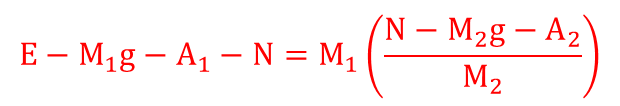 E − M₁g − A₁ − N = M₁ ( (N − M₂g − A₂) / M₂ )